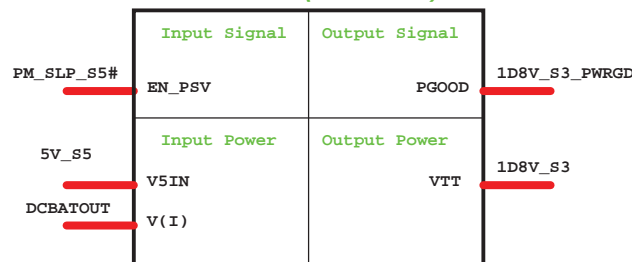 Input Signal
Output Signal
PM_SLP_S5#
EN_PSV
PGOOD
1D8V_S3_PWRGD
Input Power
Output Power
5V_S5
V5IN
VTT
1D8V_S3
DCBATOUT
V(I)